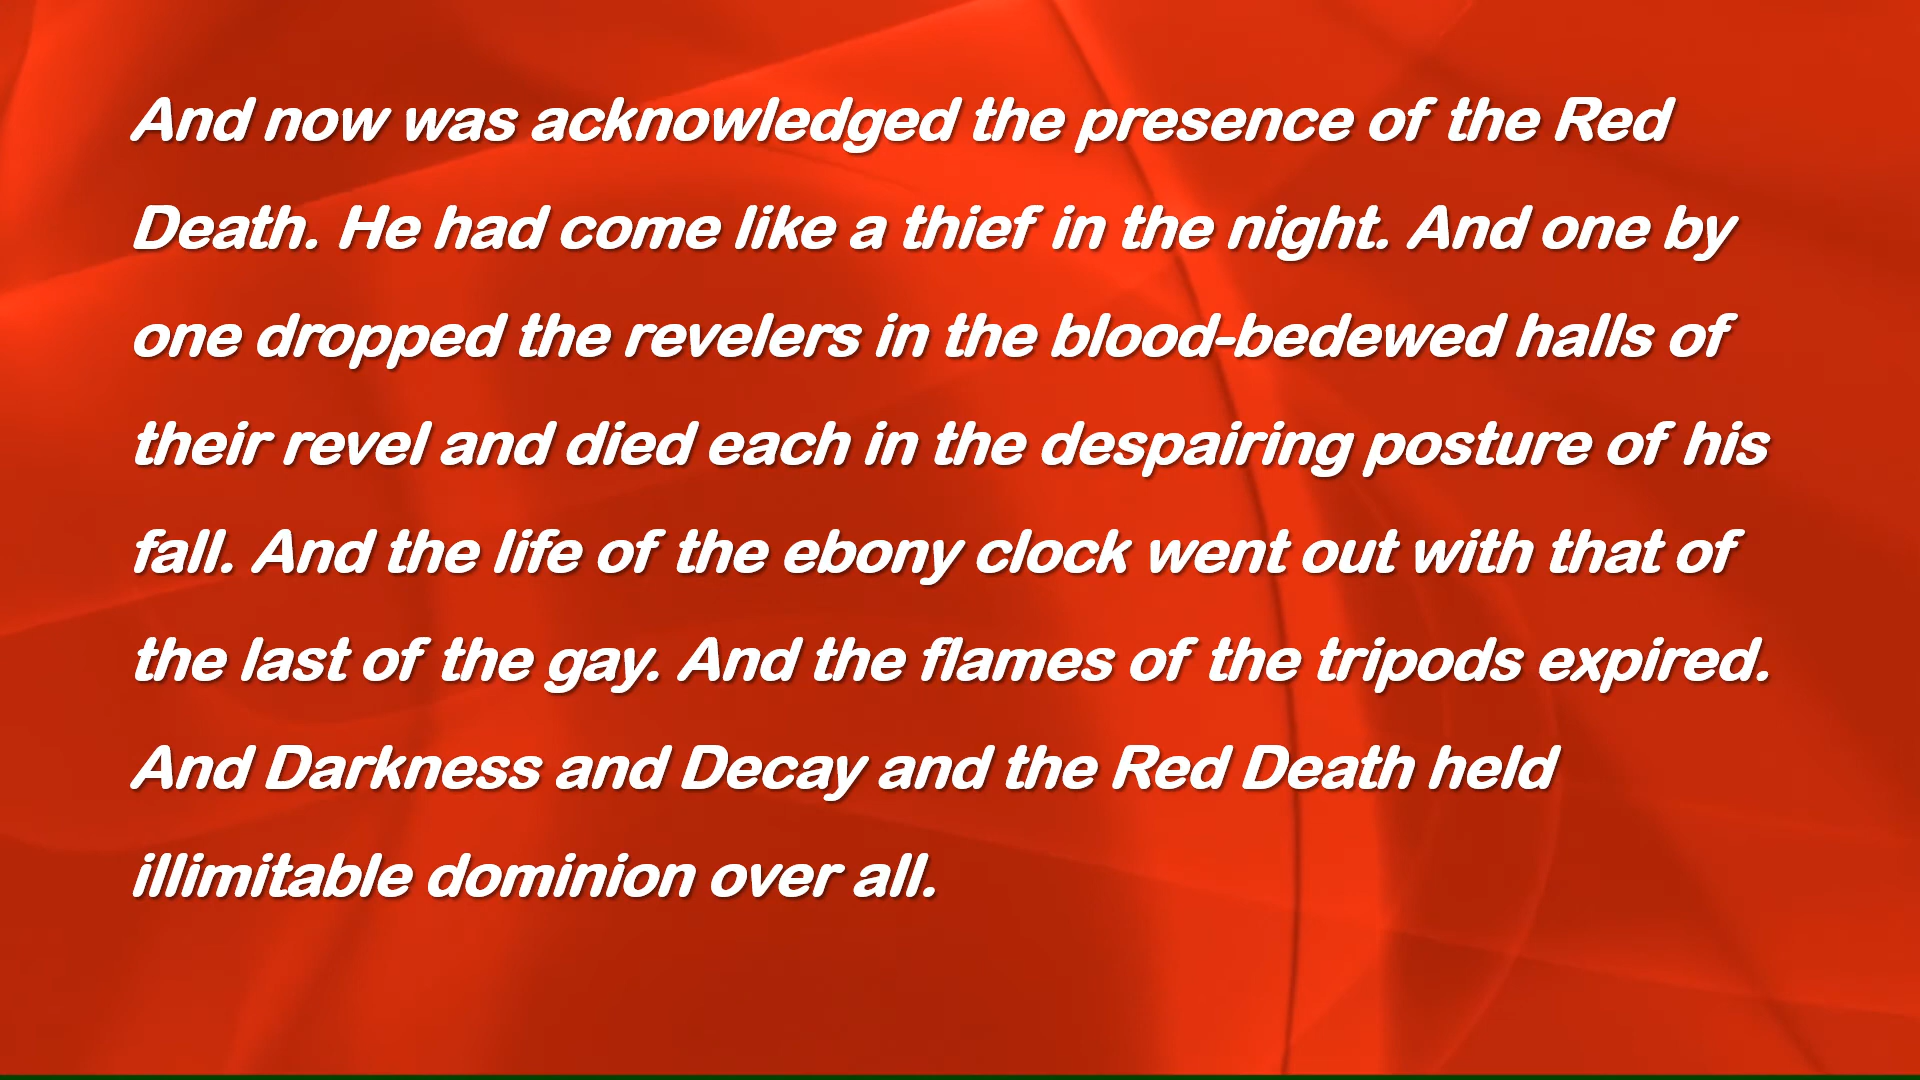 And now was acknowledged the presence of the Red
Death. He had come like a thief in the night. And one by
one dropped the revelers in the blood-bedewed halls of
their revel and died each in the despairing posture of his
fall. And the life of the ebony clock went out with that of
the last of the gay. And the flames of the tripods expired.
And Darkness and Decay and the Red Death held
illimitable dominion over all.